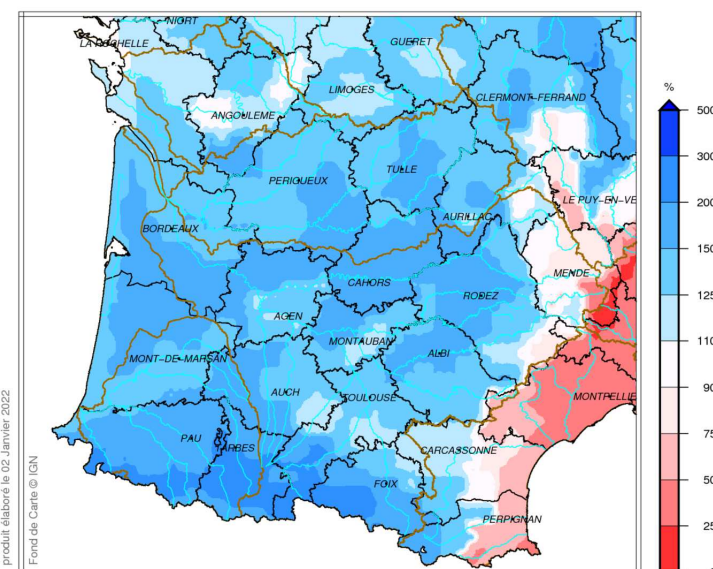 NIORT
LA ROCHELLE
GUERET
LIMOGES
CLERMONT-FERRAND
ANGOULEME
PERIGUEUX
TULLE
LE PUY-EN-VE
AURILLAC
BORDEAUX
MENDE
CAHORS
RODEZ
AGEN
MONTAUBAN
ALBI
MONT-DE-MARSAN
AUCH
TOULOUSE
MONTPELLIE
PAU
TARBES
CARCASSONNE
FOIX
PERPIGNAN
%
500
300
200
150
125
110
90
75
50
25
produit élaboré le 02 Janvier 2022
Fond de Carte © IGN